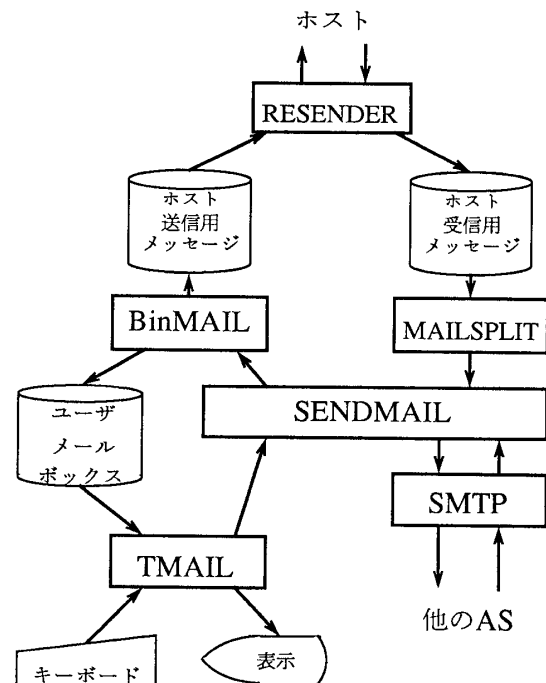 ホスト
RESENDER
ホスト
送信用
メッセージ
ホスト
受信用
メッセージ
BinMAIL
MAILSPLIT
SENDMAIL
ユーザ
メール
ボックス
SMTP
TMAIL
他のAS
キーボード
表示